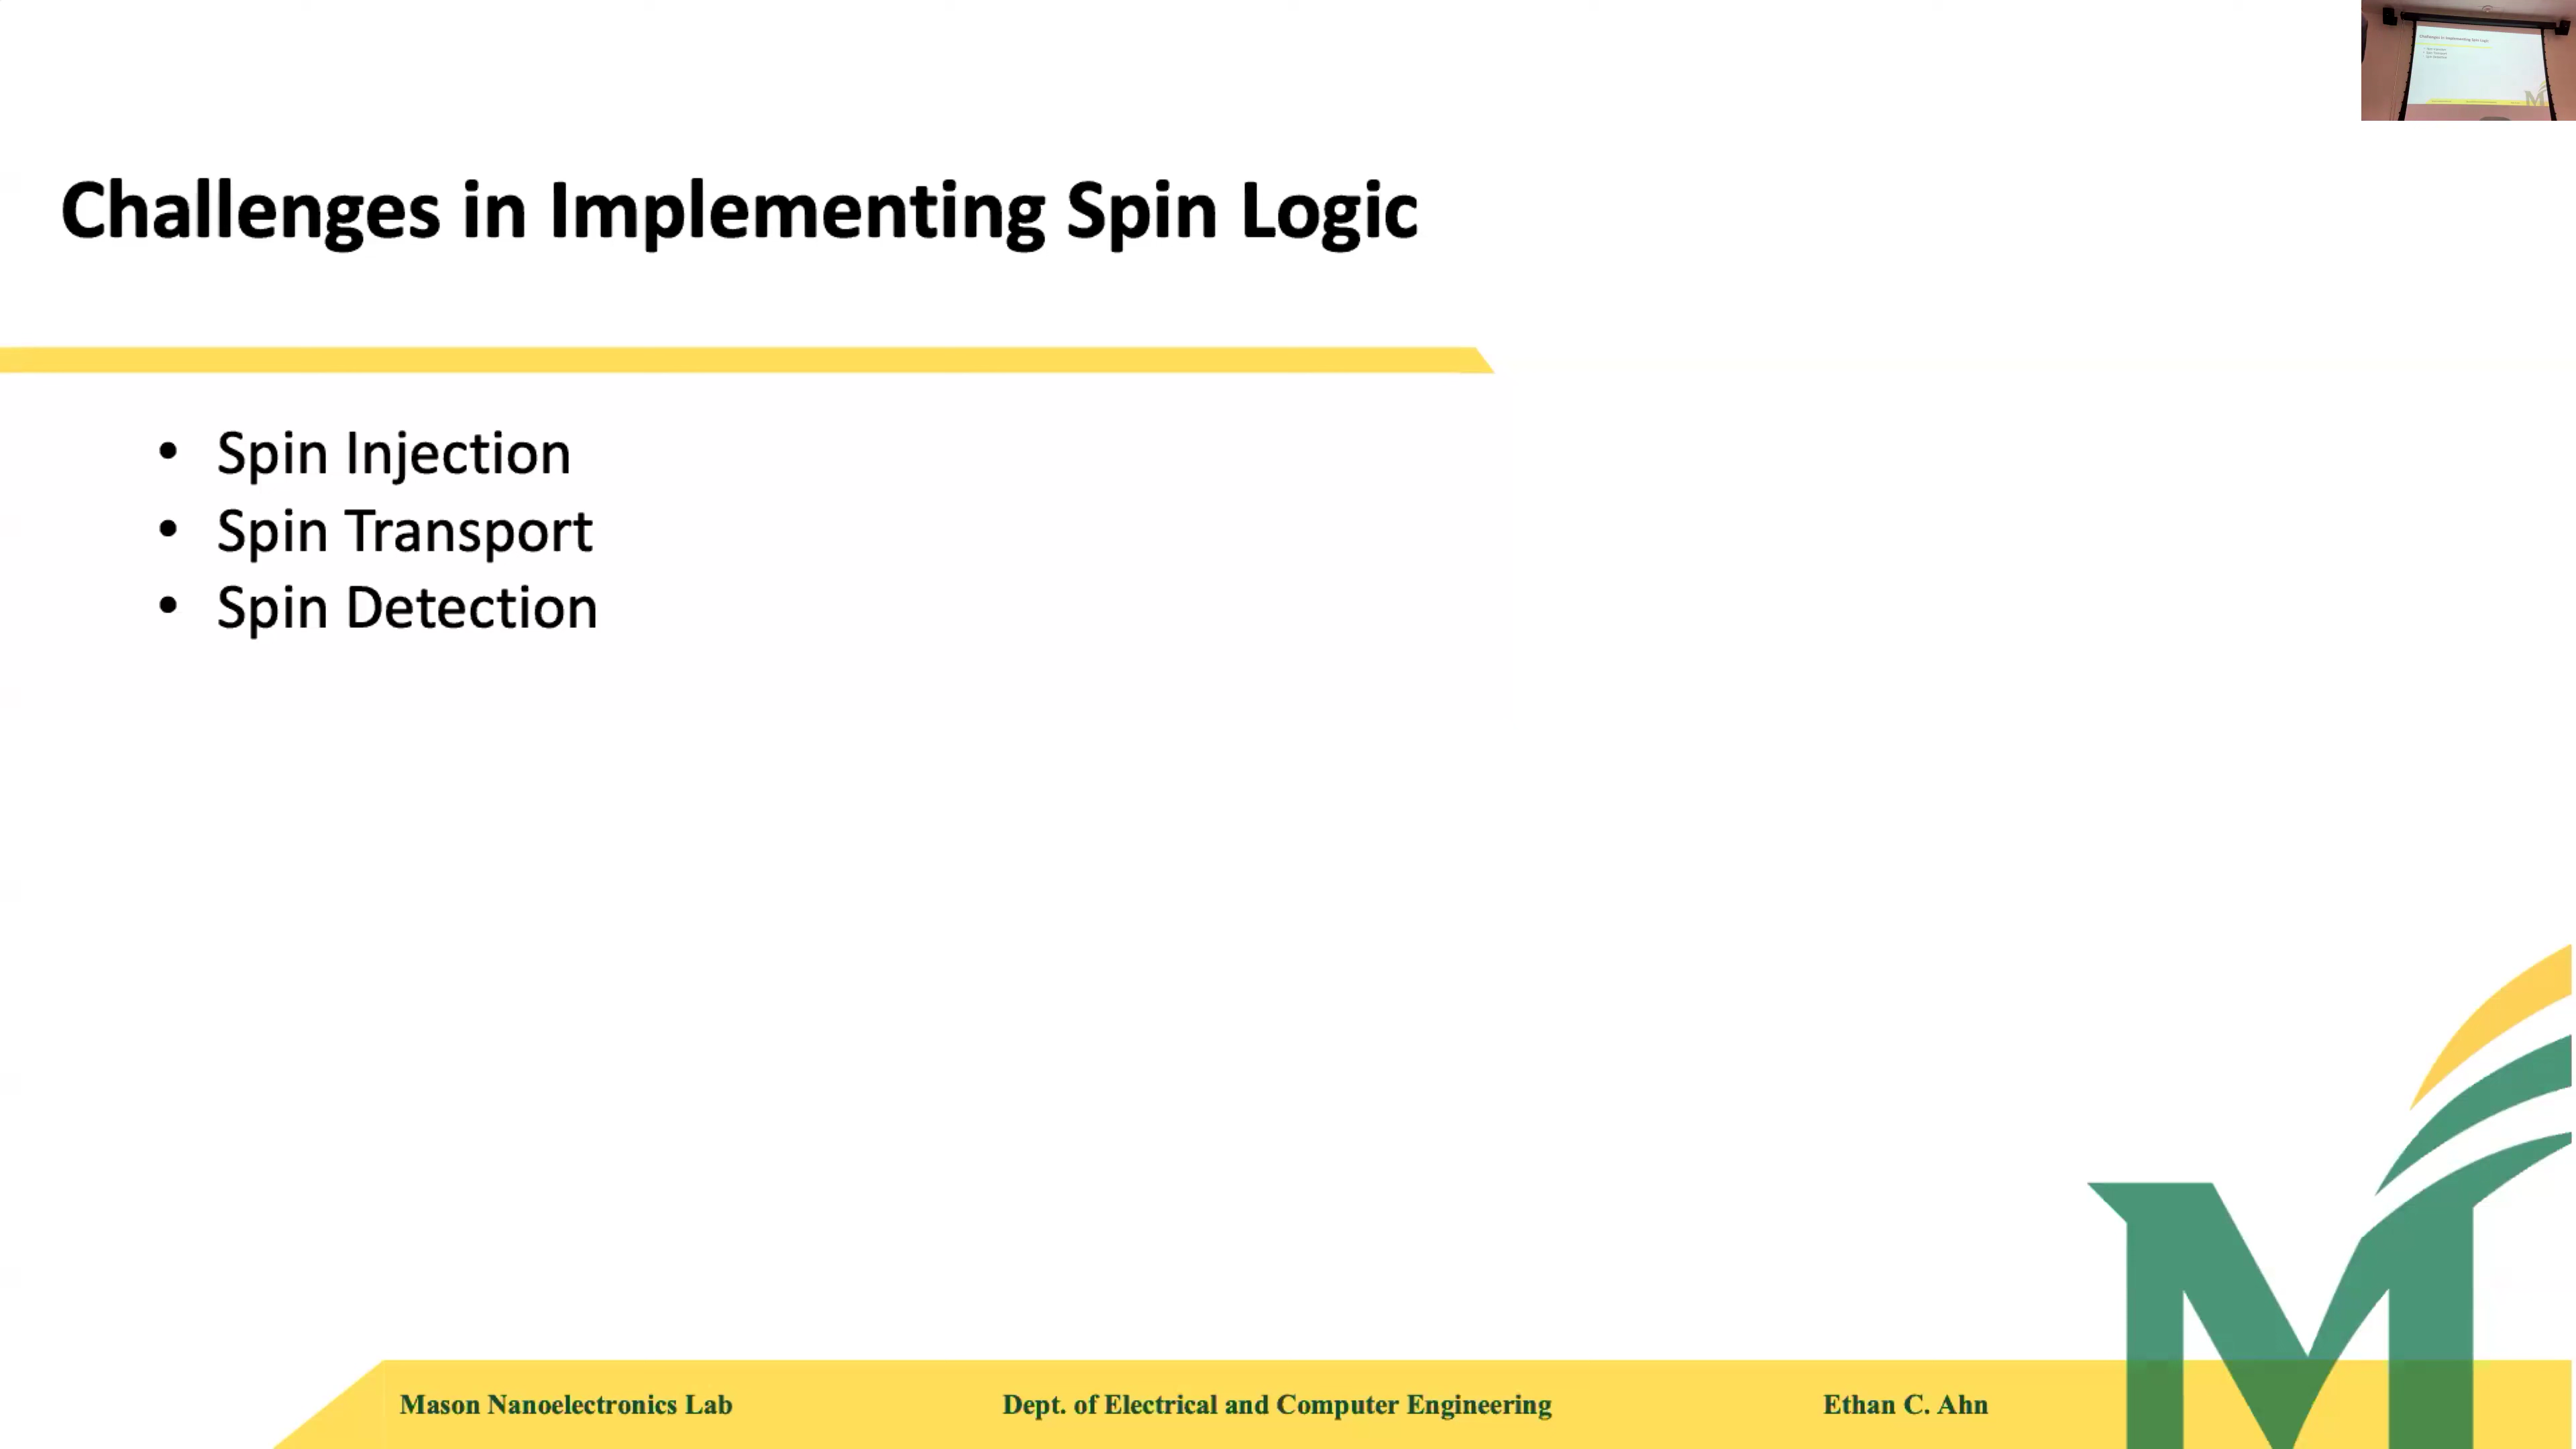 Challenges in Implementing Spin Logic
• Spin Injection
• Spin Transport
• Spin Detection
Mason Nanoelectronics Lab
Dept. of Electrical and Computer Engineering
Ethan C. Ahn
M